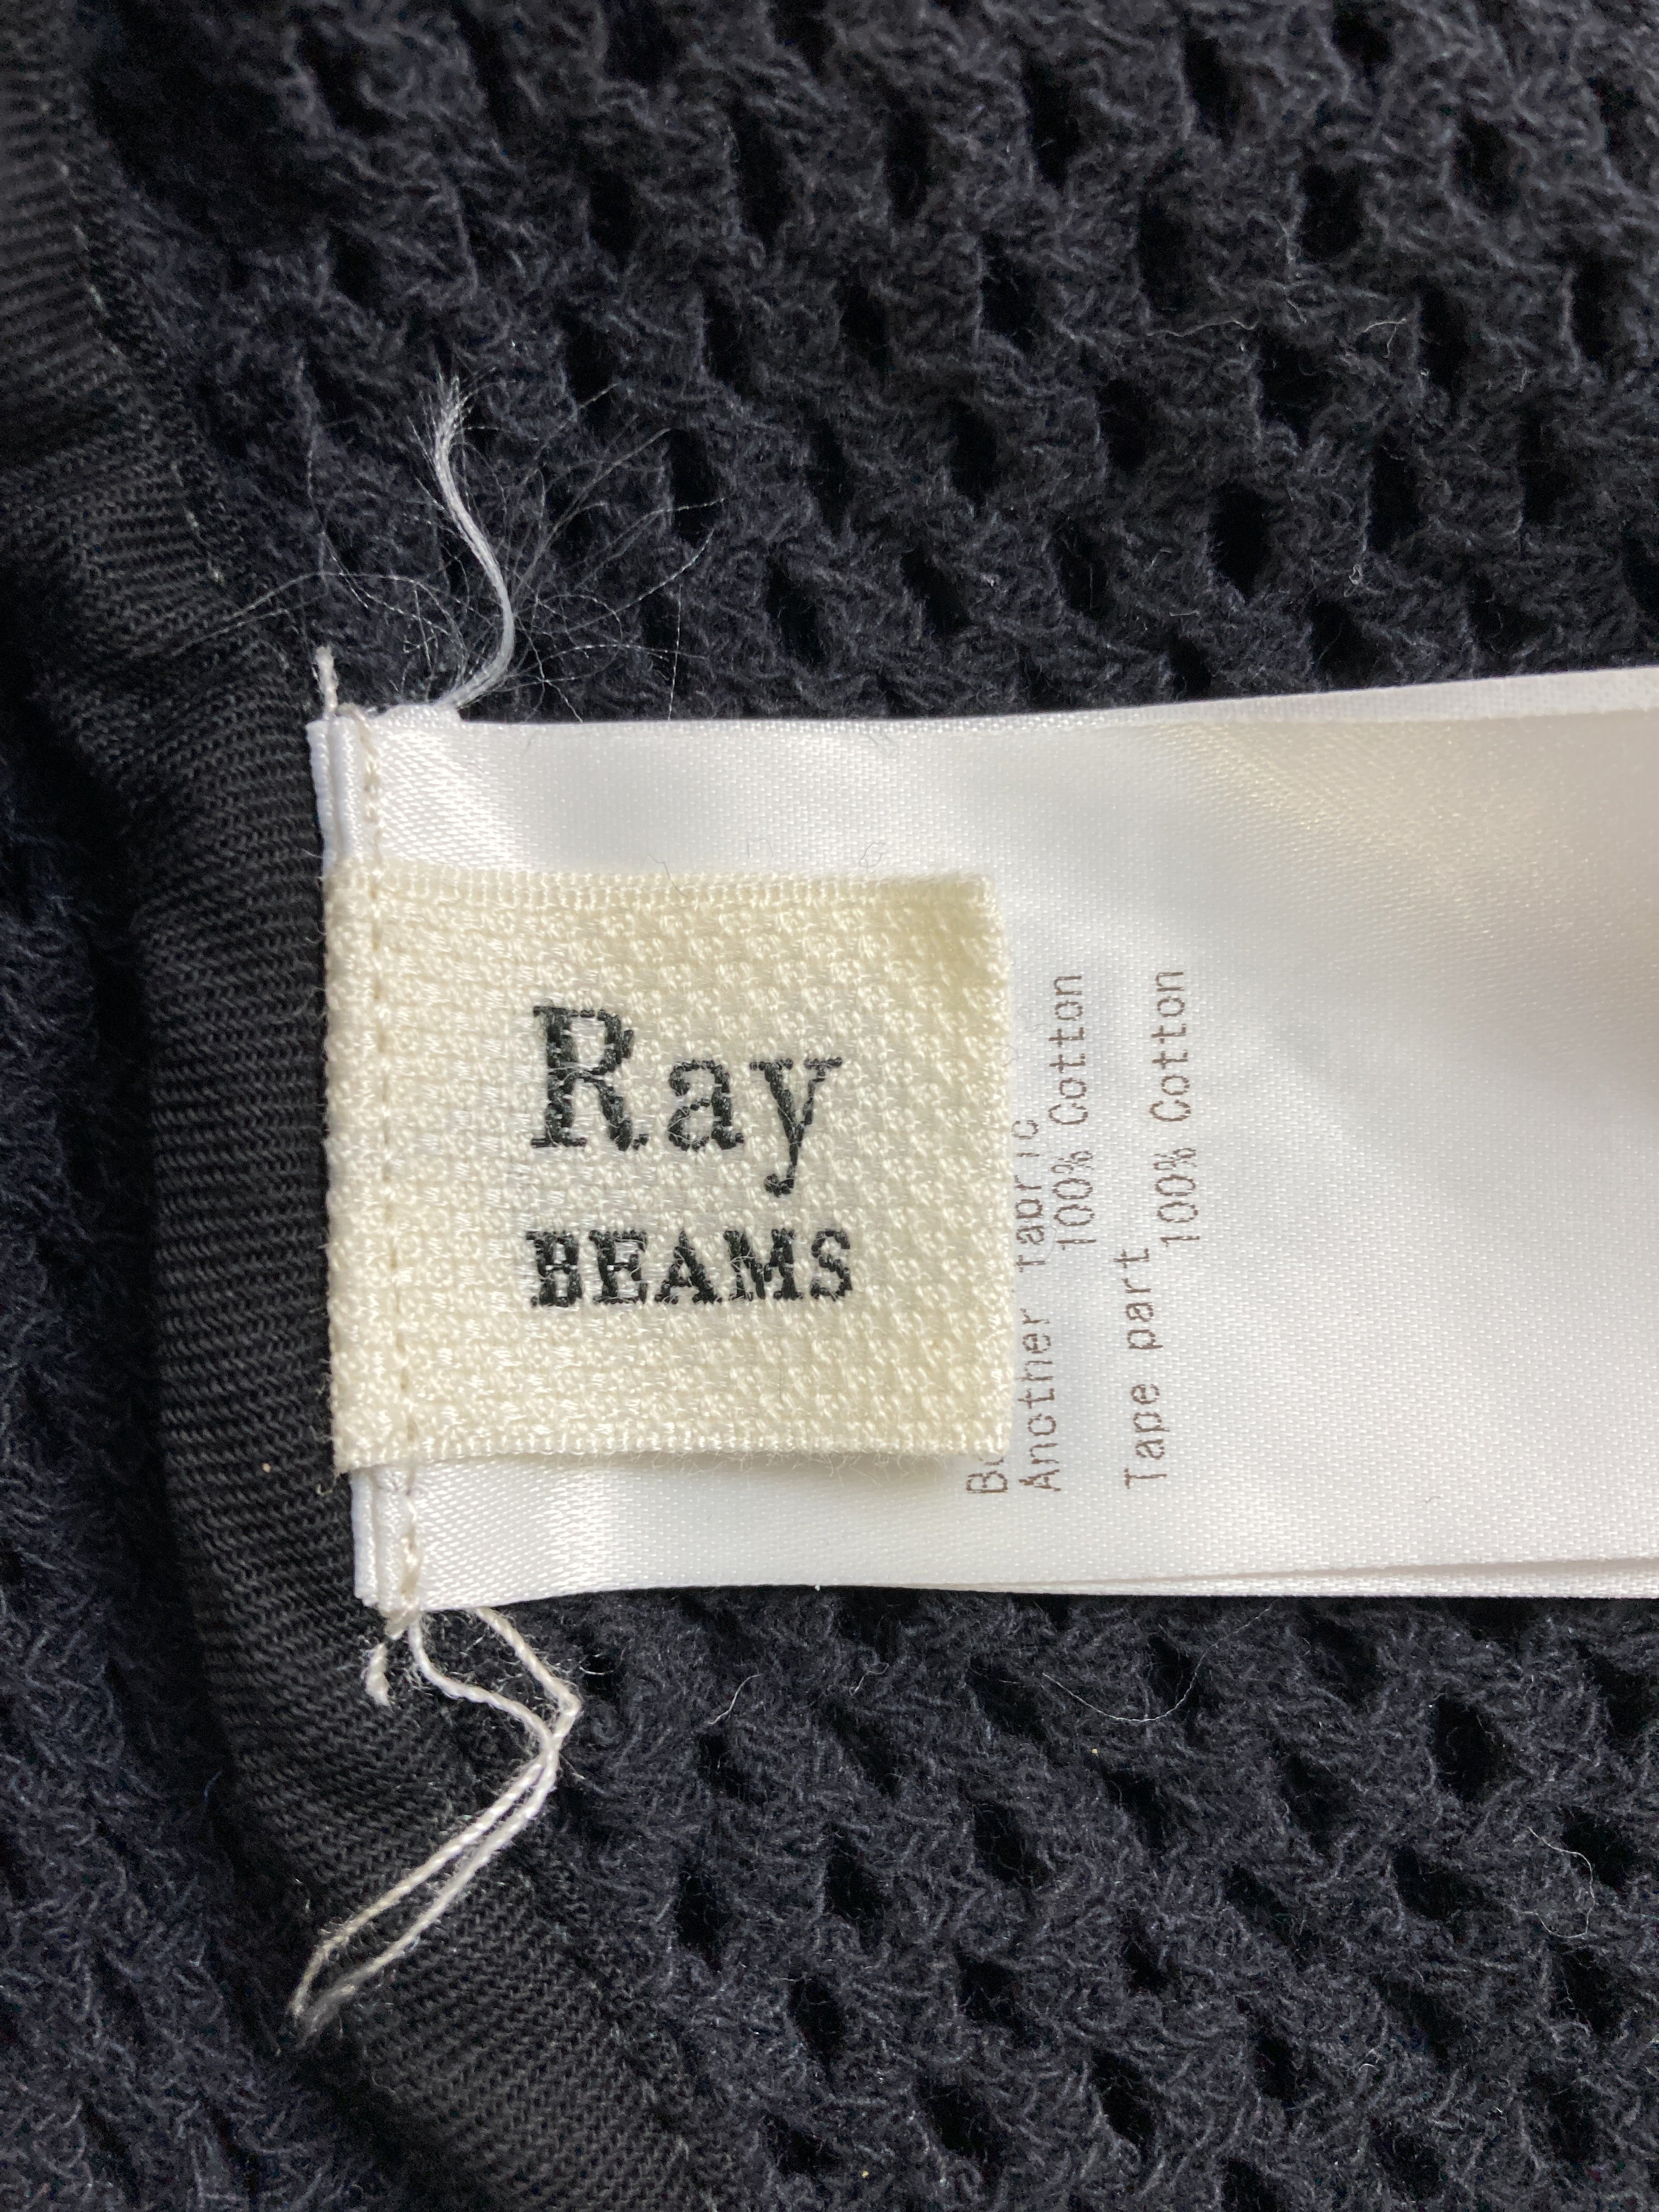 Ray
BEAMS
Another fabric
100% Cotton
Tape part
100% Cotton